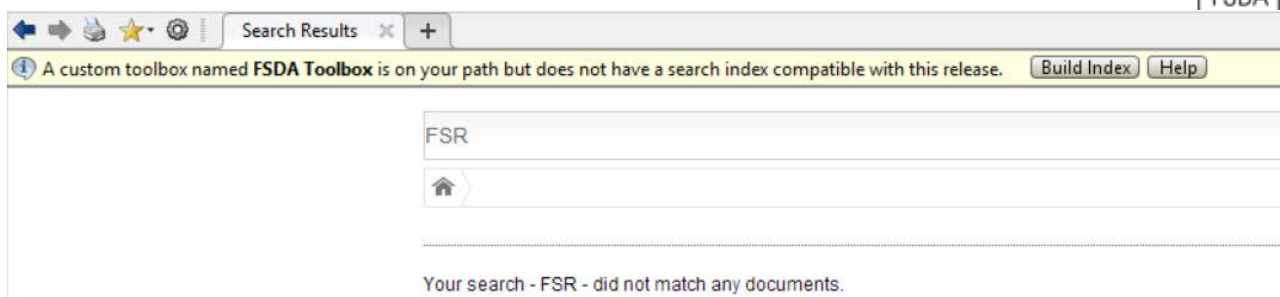 FSDA
Search Results
A custom toolbox named FSDA Toolbox is on your path but does not have a search index compatible with this release. Build Index Help
FSR
Your search - FSR - did not match any documents.